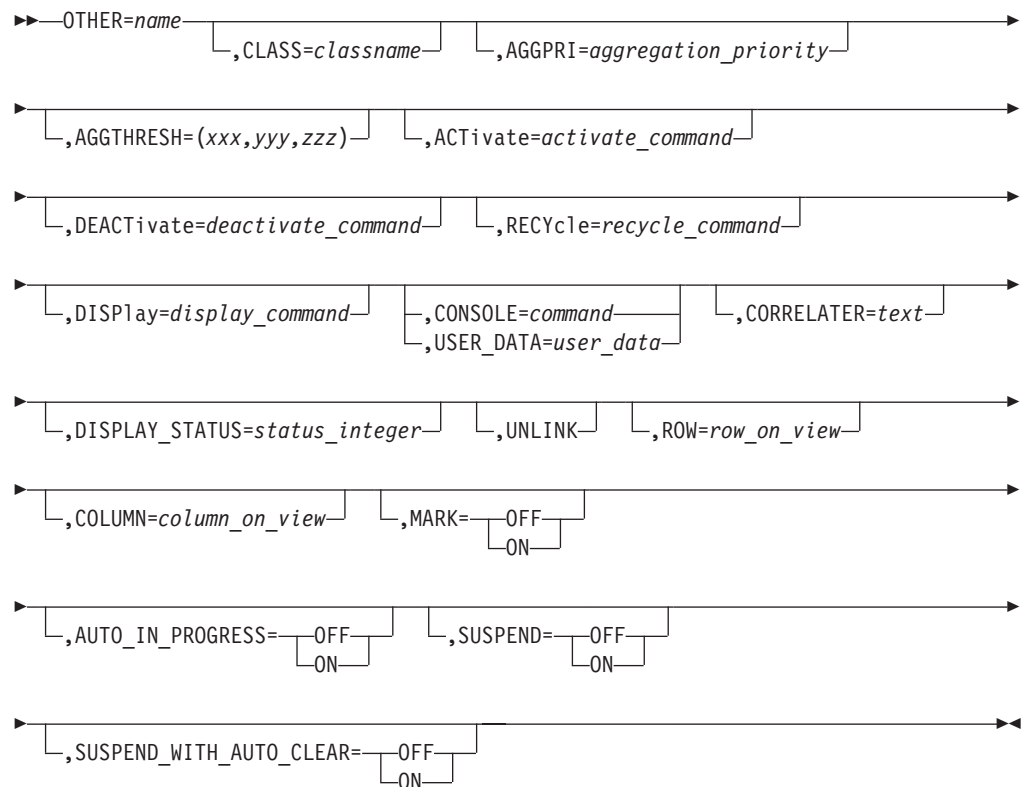 OTHER=name
,CLASS=classname ,AGGPRI=aggregation_priority
,AGGTHRESH=(xxx,yyy,zzz) ,ACTivate=activate_command
,DEACTivate=deactivate_command ,RECYcle=recycle_command
,DISPlay=display_command ,CONSOLE=command ,CORRELATER=text
,USER_DATA=user_data
,DISPLAY_STATUS=status_integer ,UNLINK ,ROW=row_on_view
,COLUMN=column_on_view ,MARK= OFF
ON
,AUTO_IN_PROGRESS= OFF ,SUSPEND= OFF
ON ON
,SUSPEND_WITH_AUTO_CLEAR= OFF
ON